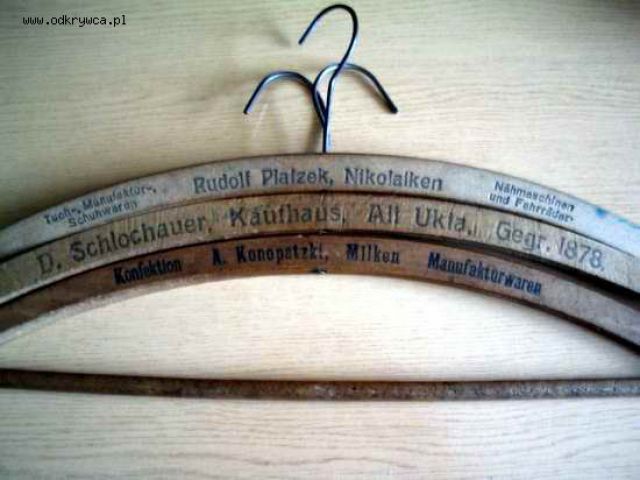 www.odkrywca.pl
Tuch-, Manufaktur-,
Schuhwaren
Rudolf Platzek, Nikolaiken
Nähmaschinen
und Fahrräder
D. Schlochauer, Kaufhaus, Alt Ukta, Gegr. 1878.
Konfektion A. Konopatzki, Milken Manufakturwaren